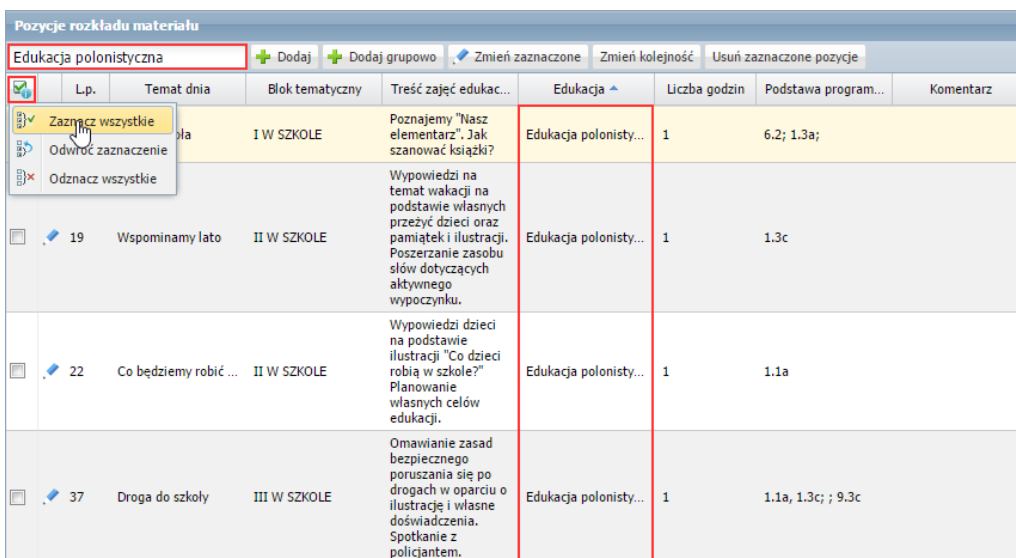 Pozycje rozkładu materiału
Edukacja polonistyczna
Dodaj
Dodaj grupowo
Zmień zaznaczone
Zmień kolejność
Usuń zaznaczone pozycje
L.p.
Temat dnia
Blok tematyczny
Treść zajęć edukac...
Edukacja
Liczba godzin
Podstawa program...
Komentarz
Zaznacz wszystkie
Odwróć zaznaczenie
Odznacz wszystkie
I W SZKOLE
Poznajemy "Nasz
elementarz". Jak
szanować książki?
Edukacja polonisty...
1
6.2; 1.3a;
19
Wspominamy lato
II W SZKOLE
Wypowiedzi na
temat wakacji na
podstawie własnych
przeżyć dzieci oraz
pamiątek i ilustracji.
Poszerzanie zasobu
słów dotyczących
aktywnego
wypoczynku.
Edukacja polonisty...
1
1.3c
22
Co będziemy robić ...
II W SZKOLE
Wypowiedzi dzieci
na podstawie
ilustracji "Co dzieci
robią w szkole?"
Planowanie
własnych celów
edukacji.
Edukacja polonisty...
1
1.1a
37
Droga do szkoły
III W SZKOLE
Omawianie zasad
bezpiecznego
poruszania się po
drogach w oparciu o
ilustrację i własne
doświadczenia.
Spotkanie z
policjantem.
Edukacja polonisty...
1
1.1a, 1.3c; ; 9.3c